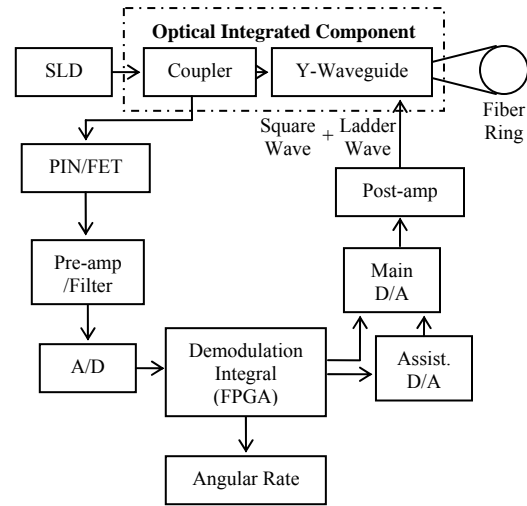 Optical Integrated Component
SLD
Coupler
Y-Waveguide
Fiber
Ring
Square
Wave
+
Ladder
Wave
PIN/FET
Post-amp
Pre-amp
/Filter
Main
D/A
A/D
Demodulation
Integral
(FPGA)
Assist.
D/A
Angular Rate